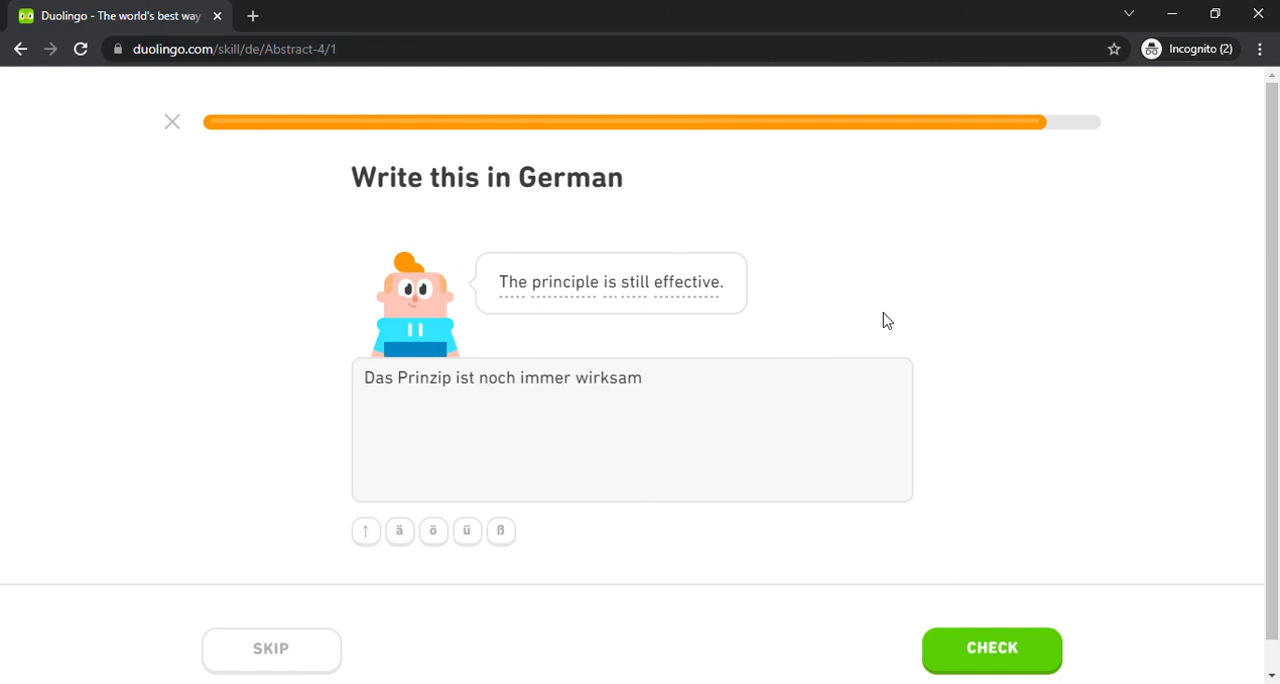 Duolingo - The world's best way
duolingo.com/skill/de/Abstract-4/1
Incognito (2)
Write this in German
The principle is still effective.
Das Prinzip ist noch immer wirksam
↑ ä ö ü ß
SKIP
CHECK